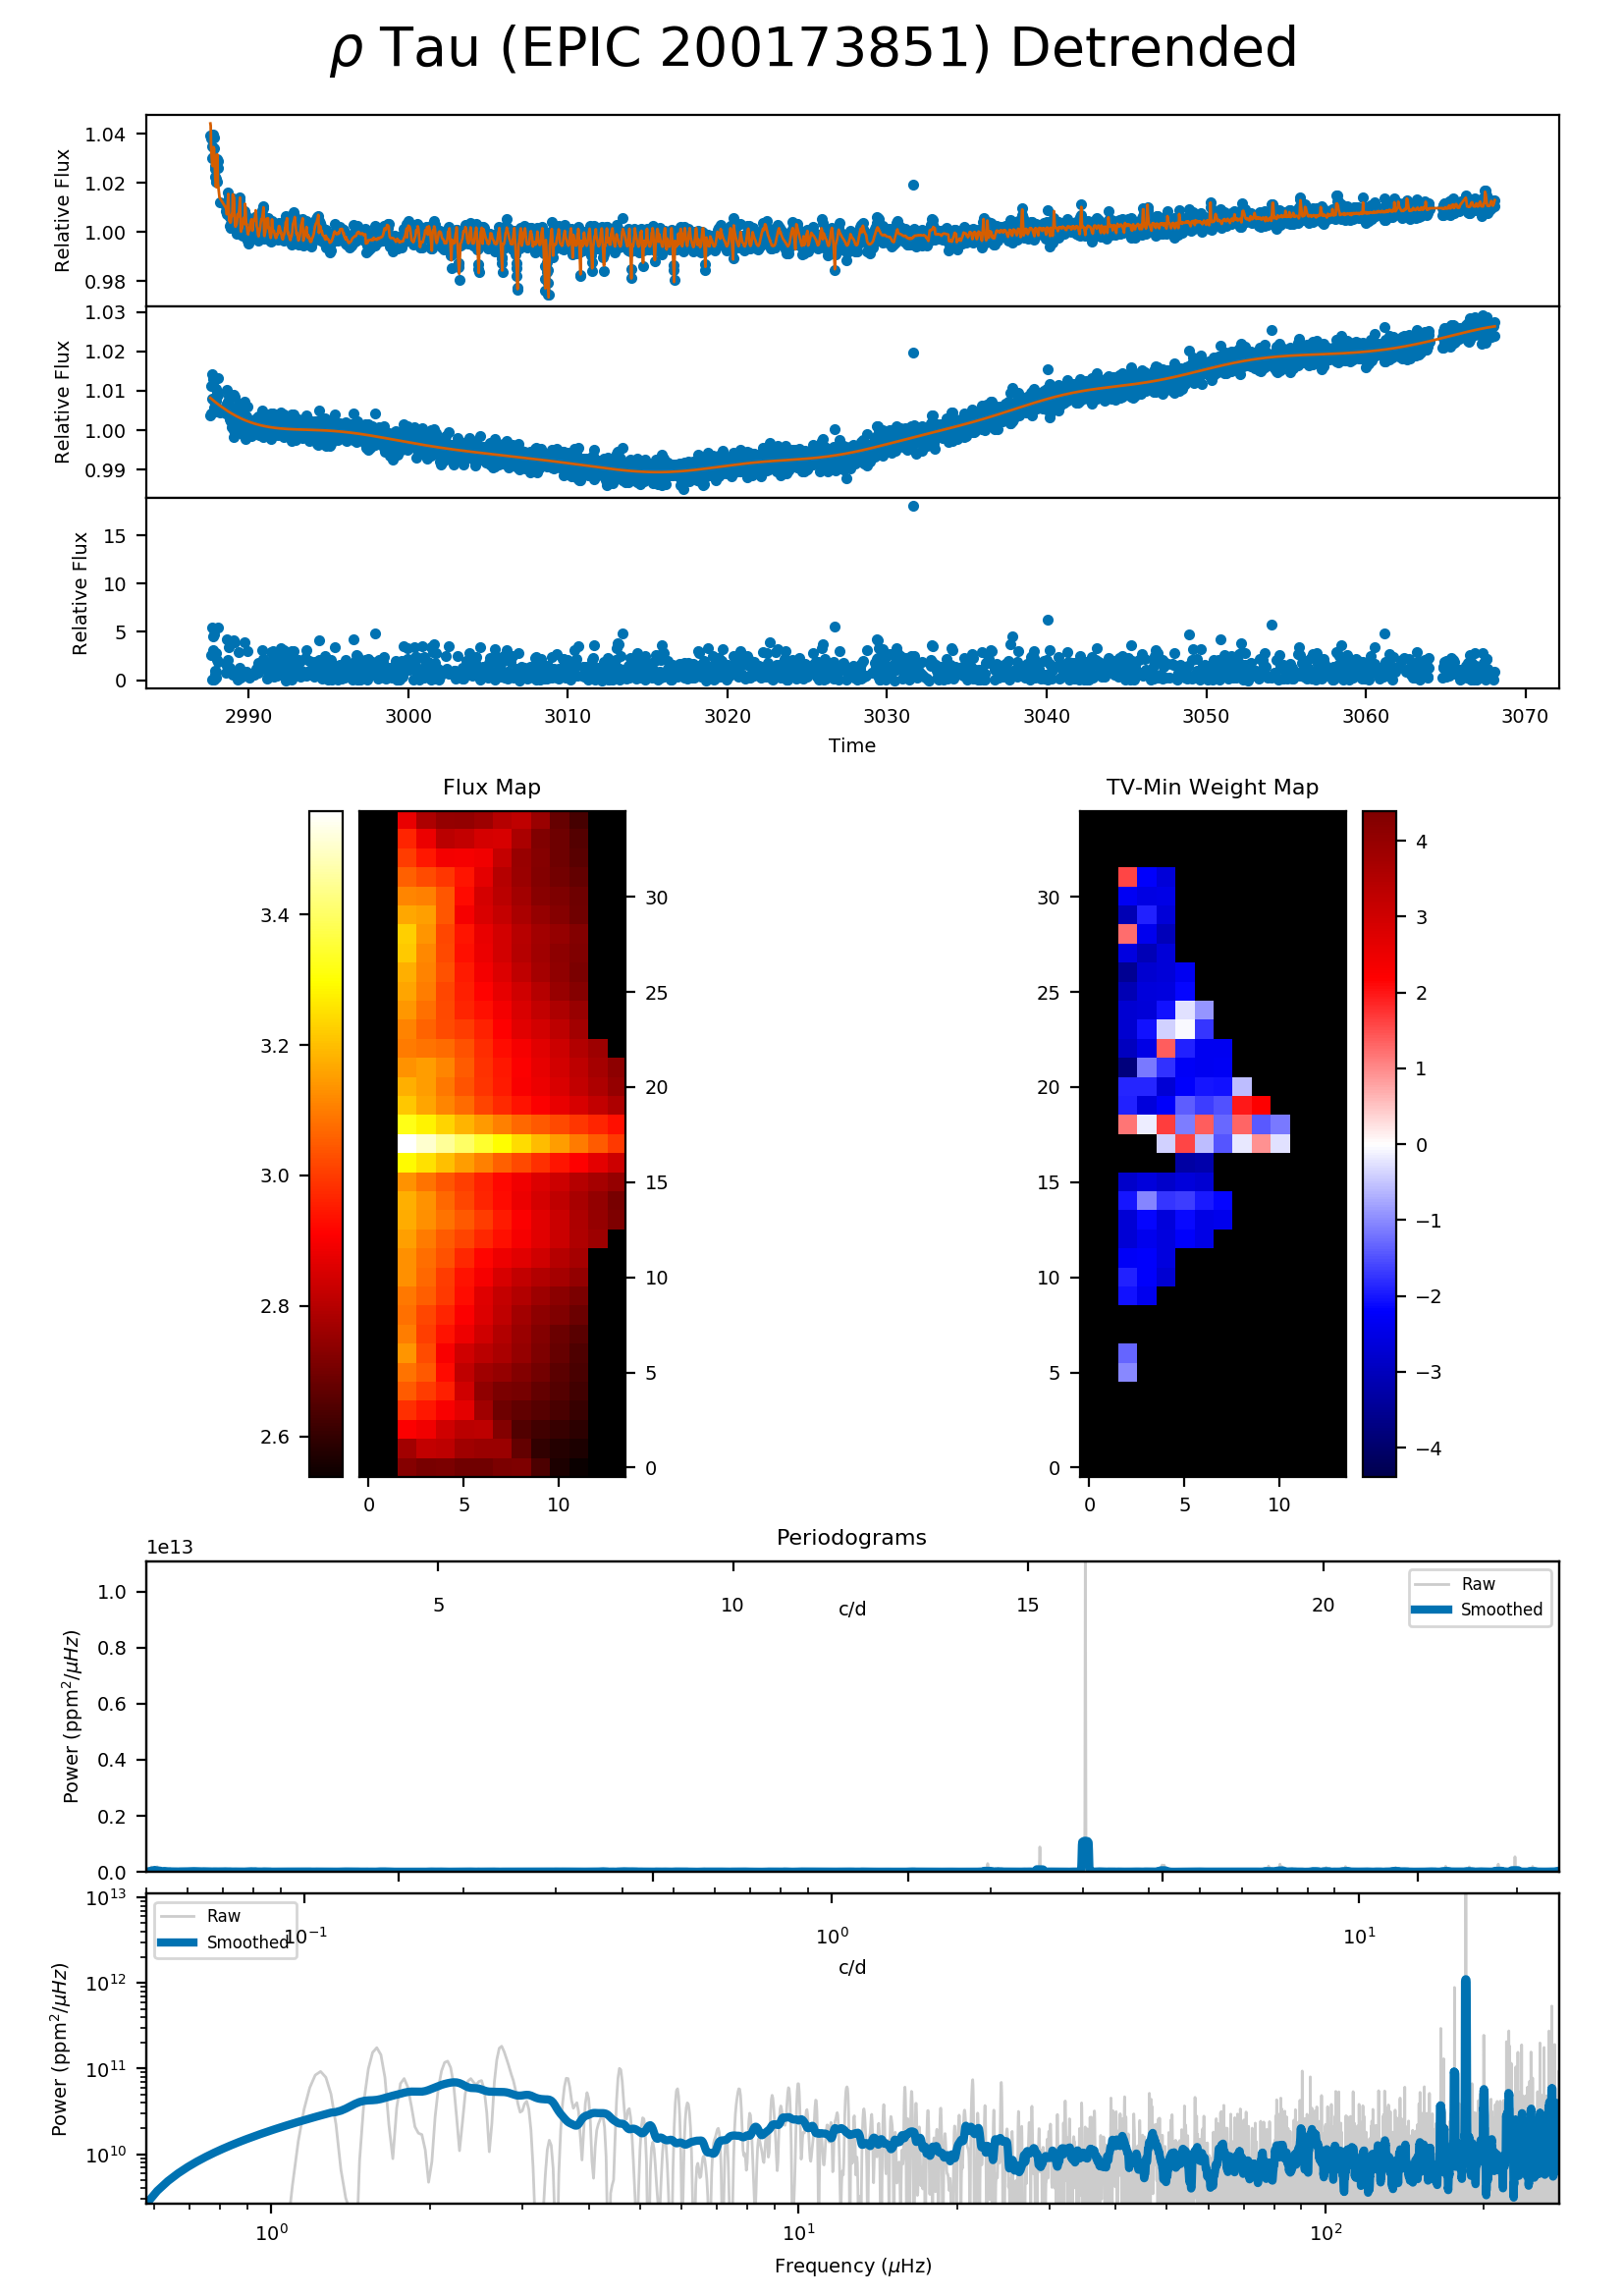 ρ Tau (EPIC 200173851) Detrended
1.04
1.02
1.00
0.98
Relative Flux
1.03
1.02
1.01
1.00
0.99
Relative Flux
15
10
5
0
Relative Flux
2990 3000 3010 3020 3030 3040 3050 3060 3070
Time
Flux Map
3.4
3.2
3.0
2.8
2.6
30
25
20
15
10
5
0
0 5 10
TV-Min Weight Map
30
25
20
15
10
5
0
0 5 10
4
3
2
1
0
−1
−2
−3
−4
Periodograms
1e13
1.0
0.8
0.6
0.4
0.2
0.0
Power (ppm²/μHz)
5 10 15 20
c/d
Raw
Smoothed
10¹³
10¹²
10¹¹
10¹⁰
Power (ppm²/μHz)
Raw
Smoothed
10⁻¹ 10⁰ 10¹
c/d
10⁰ 10¹ 10²
Frequency (μHz)